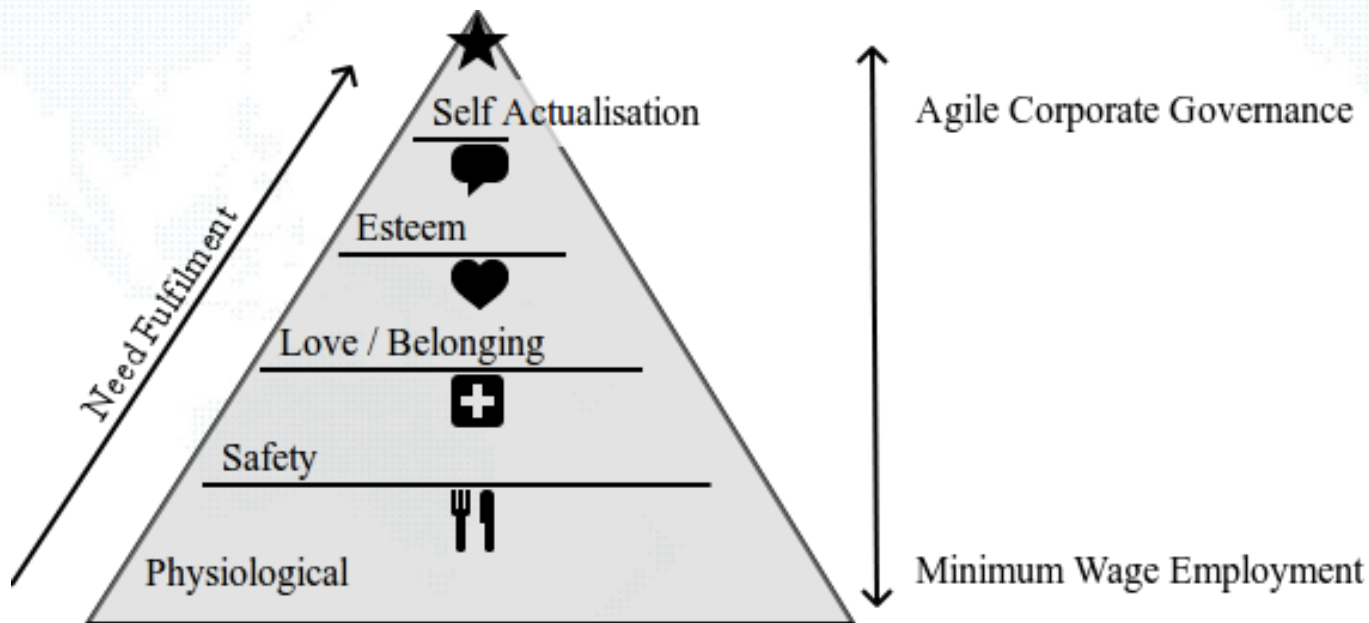 Self Actualisation
Agile Corporate Governance
Esteem
Need Fulfilment
Love / Belonging
Safety
Physiological
Minimum Wage Employment